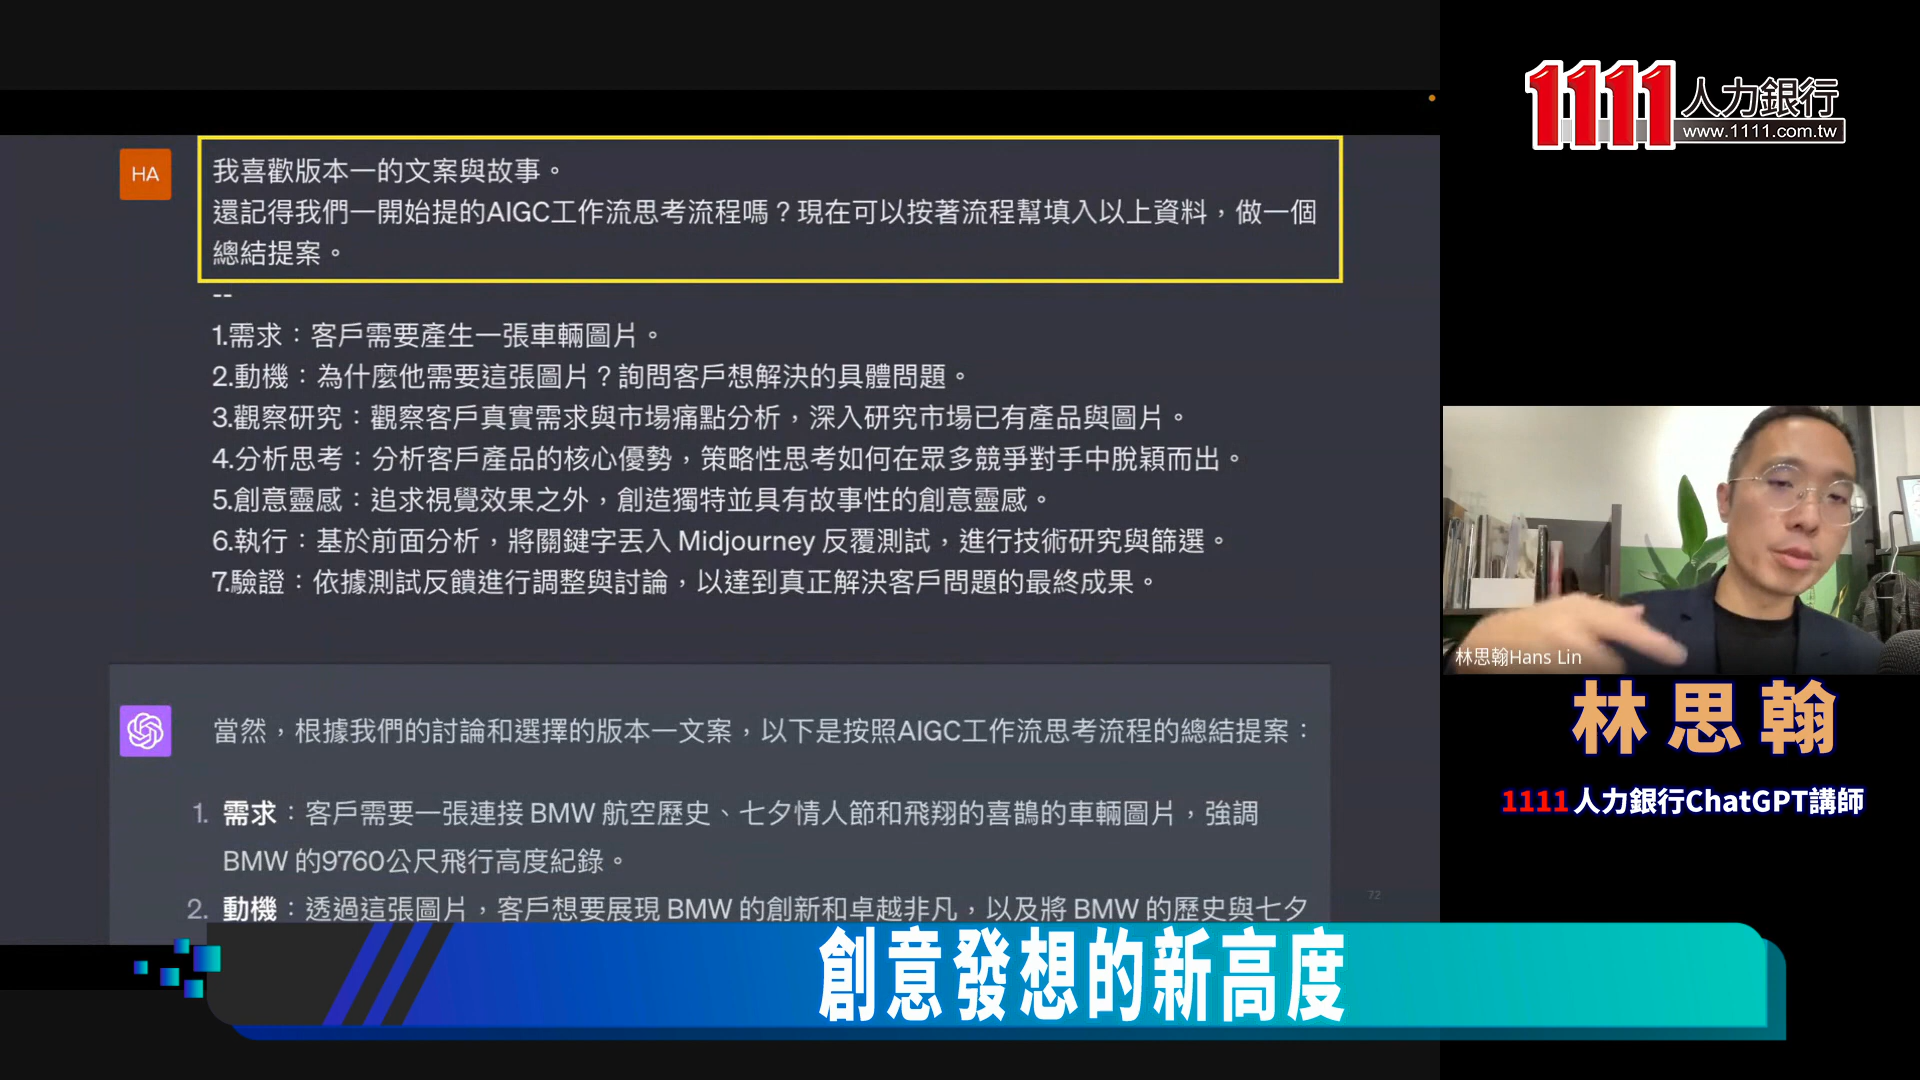 HA
我喜歡版本一的文案與故事。
還記得我們一開始提的AIGC工作流思考流程嗎？現在可以按著流程幫填入以上資料，做一個
總結提案。
--
1.需求：客戶需要產生一張車輛圖片。
2.動機：為什麼他需要這張圖片？詢問客戶想解決的具體問題。
3.觀察研究：觀察客戶真實需求與市場痛點分析，深入研究市場已有產品與圖片。
4.分析思考：分析客戶產品的核心優勢，策略性思考如何在眾多競爭對手中脫穎而出。
5.創意靈感：追求視覺效果之外，創造獨特並具有故事性的創意靈感。
6.執行：基於前面分析，將關鍵字丟入 Midjourney 反覆測試，進行技術研究與篩選。
7.驗證：依據測試反饋進行調整與討論，以達到真正解決客戶問題的最終成果。
當然，根據我們的討論和選擇的版本一文案，以下是按照AIGC工作流思考流程的總結提案：
1. 需求：客戶需要一張連接 BMW 航空歷史、七夕情人節和飛翔的喜鵲的車輛圖片，強調
BMW 的9760公尺飛行高度紀錄。
2. 動機：透過這張圖片，客戶想要展現 BMW 的創新和卓越非凡，以及將 BMW 的歷史與七夕
72
創意發想的新高度
1111人力銀行
www.1111.com.tw
林思翰Hans Lin
林思翰
1111人力銀行ChatGPT講師